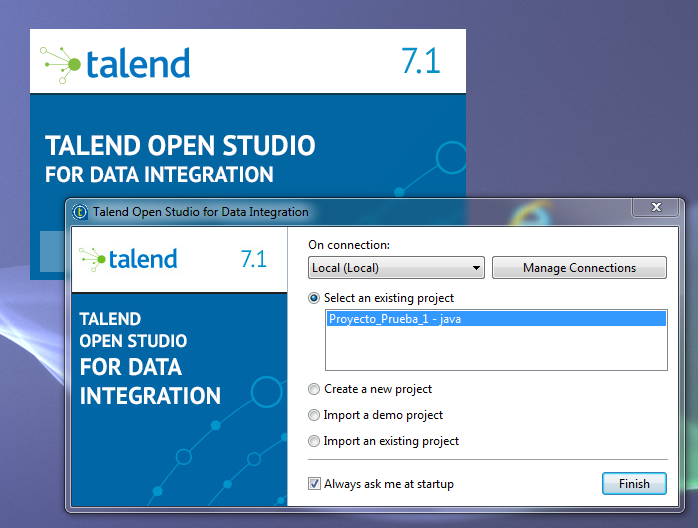 talend
7.1
TALEND OPEN STUDIO
FOR DATA INTEGRATION
Talend Open Studio for Data Integration
talend
7.1
TALEND
OPEN STUDIO
FOR DATA
INTEGRATION
On connection:
Local (Local)
Manage Connections
Select an existing project
Proyecto_Prueba_1 - java
Create a new project
Import a demo project
Import an existing project
Always ask me at startup
Finish